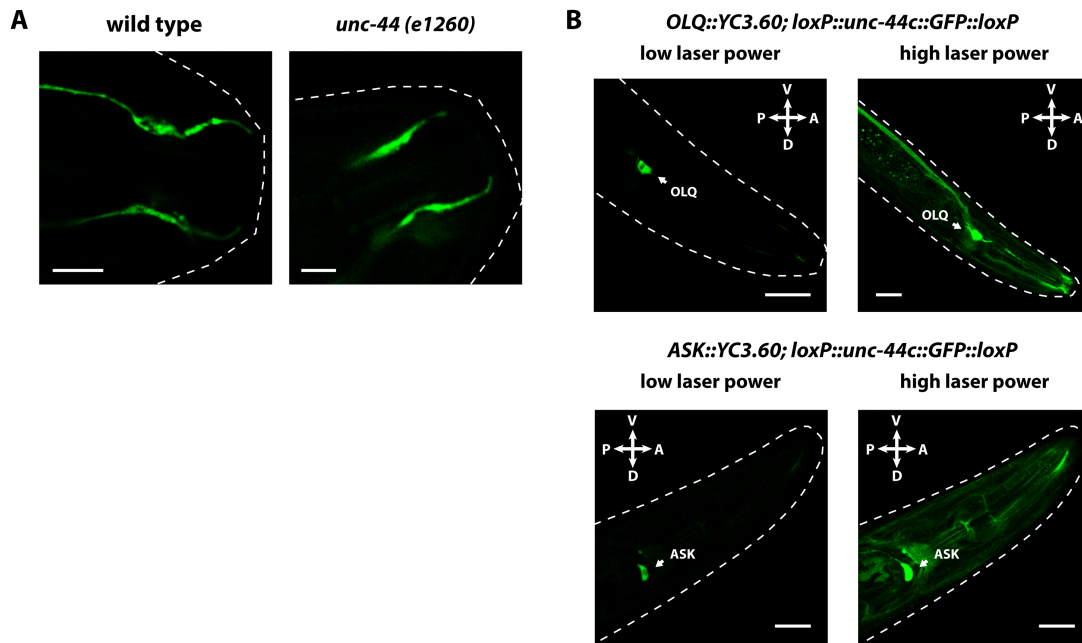 A
wild type
unc-44 (e1260)
B
OLQ::YC3.60; loxP::unc-44c::GFP::loxP
low laser power
high laser power
V
P
A
D
OLQ
V
P
A
D
OLQ
ASK::YC3.60; loxP::unc-44c::GFP::loxP
low laser power
high laser power
V
P
A
D
ASK
V
P
A
D
ASK